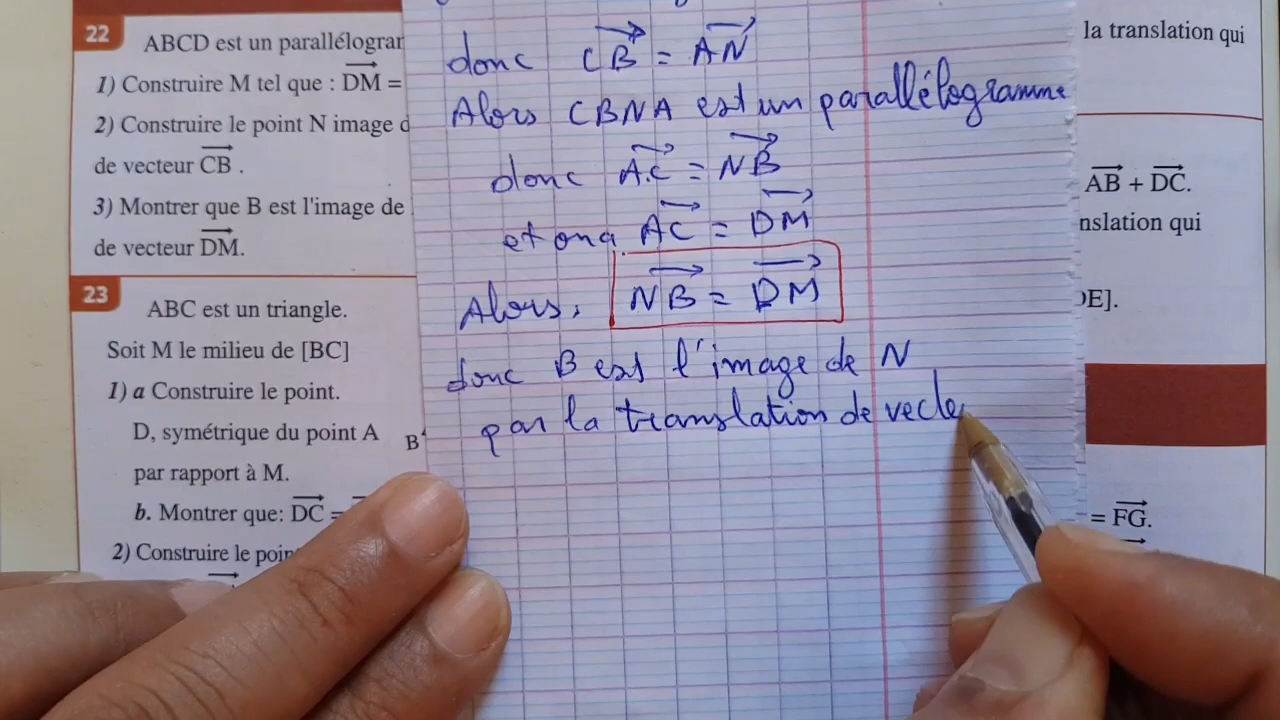 22
ABCD est un parallélogram
1) Construire M tel que : DM =
2) Construire le point N image d
de vecteur CB .
3) Montrer que B est l'image de
de vecteur DM.
23
ABC est un triangle.
Soit M le milieu de [BC]
1) a Construire le point.
D, symétrique du point A
par rapport à M.
b. Montrer que: DC =
2) Construire le point
B
donc CB = AN
Alors CBNA est un parallélogramme
donc AC = NB
et on a AC = DM
Alors, NB = DM
donc B est l'image de N
par la translation de vecte
la translation qui
AB + DC.
nslation qui
DE].
= FG.